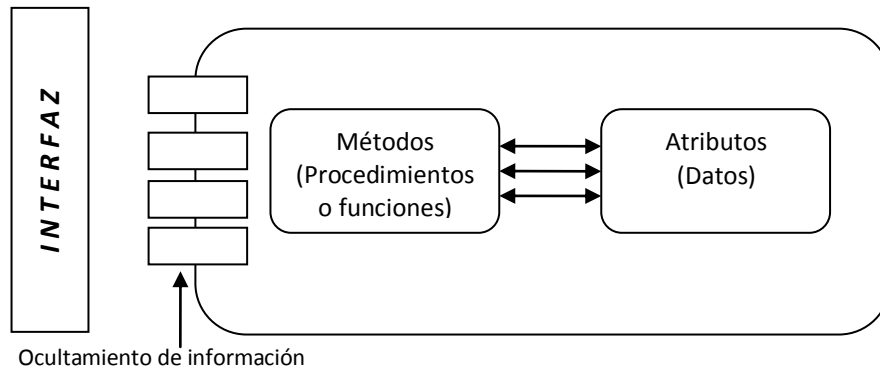 INTERFAZ
Métodos
(Procedimientos
o funciones)
Atributos
(Datos)
Ocultamiento de información